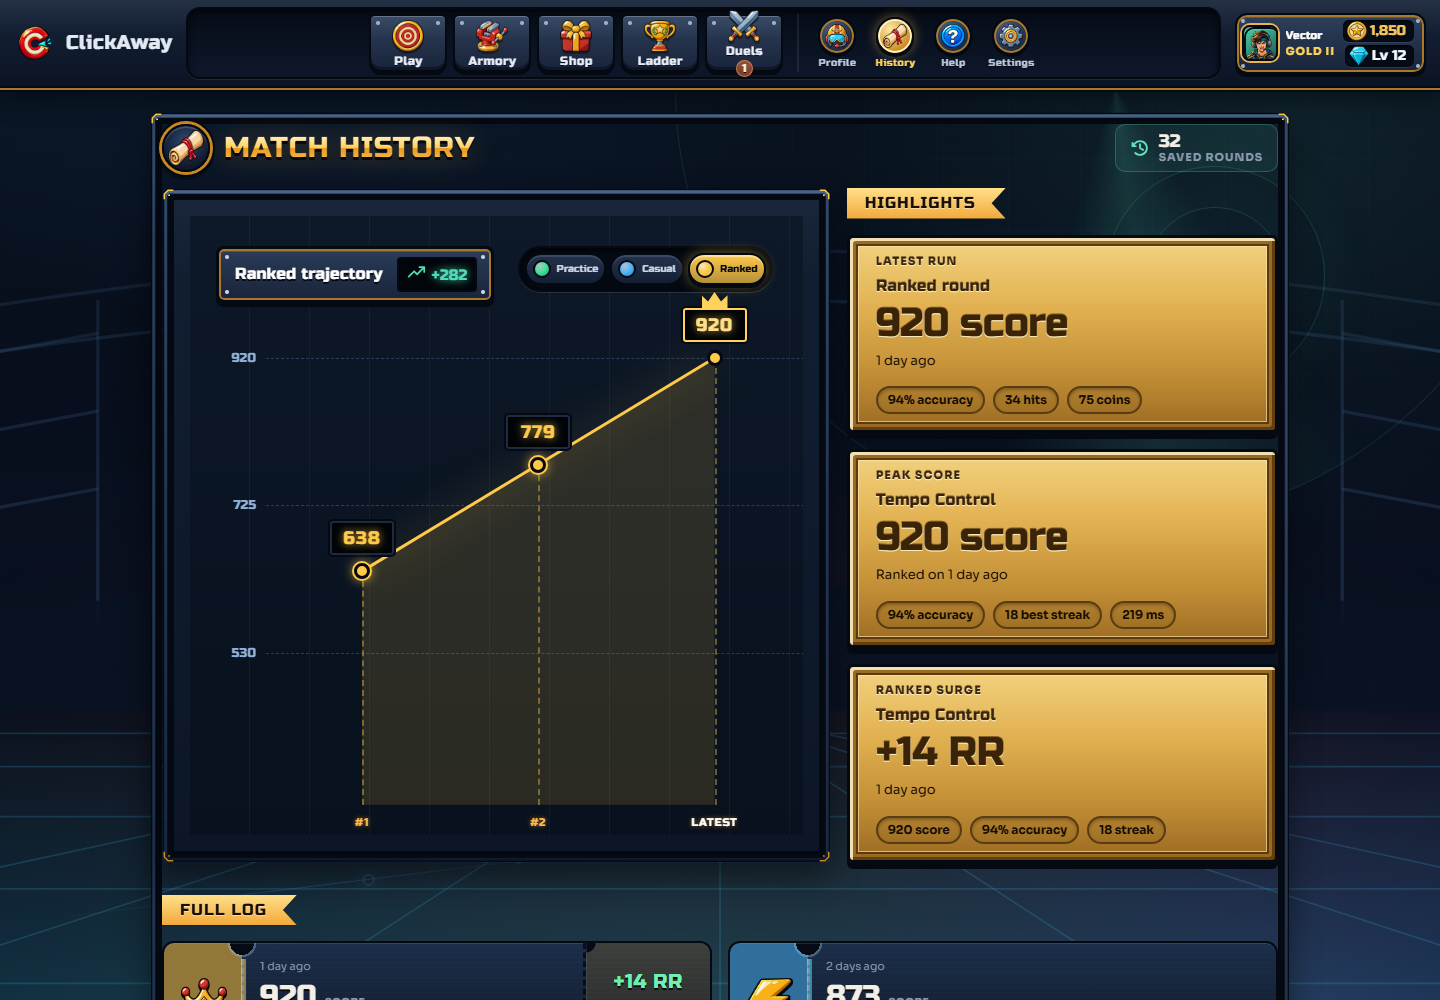 ClickAway
Play
Armory
Shop
Ladder
Duels
1
Profile
History
Help
Settings
Vector
GOLD II
1,850
Lv 12
MATCH HISTORY
32
SAVED ROUNDS
Ranked trajectory
+282
Practice
Casual
Ranked
920
920
779
725
638
530
#1
#2
LATEST
HIGHLIGHTS
LATEST RUN
Ranked round
920 score
1 day ago
94% accuracy
34 hits
75 coins
PEAK SCORE
Tempo Control
920 score
Ranked on 1 day ago
94% accuracy
18 best streak
219 ms
RANKED SURGE
Tempo Control
+14 RR
1 day ago
920 score
94% accuracy
18 streak
FULL LOG
1 day ago
920 SCORE
+14 RR
2 days ago
873 SCORE